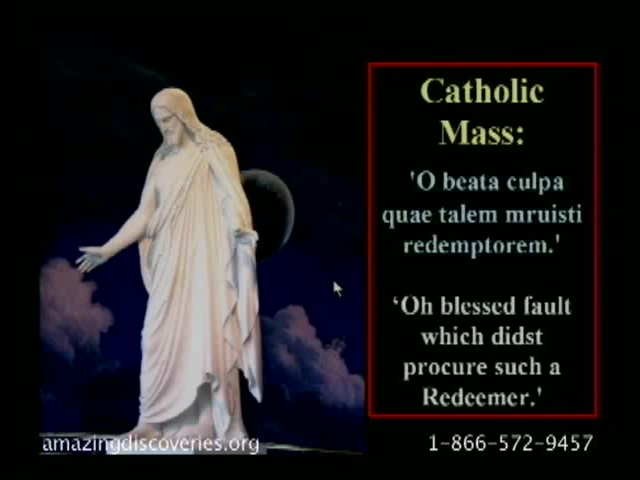 Catholic
Mass:
'O beata culpa
quae talem mruisti
redemptorem.'
‘Oh blessed fault
which didst
procure such a
Redeemer.'
amazingdiscoveries.org
1-866-572-9457